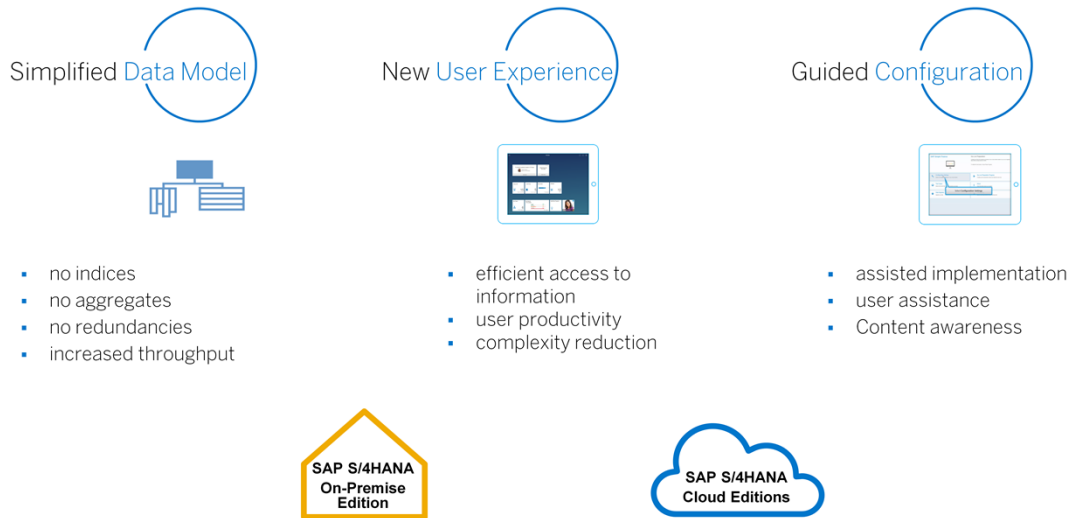 Simplified Data Model
New User Experience
Guided Configuration
▪ no indices
▪ no aggregates
▪ no redundancies
▪ increased throughput
▪ efficient access to
information
▪ user productivity
▪ complexity reduction
▪ assisted implementation
▪ user assistance
▪ Content awareness
SAP S/4HANA
On-Premise
Edition
SAP S/4HANA
Cloud Editions